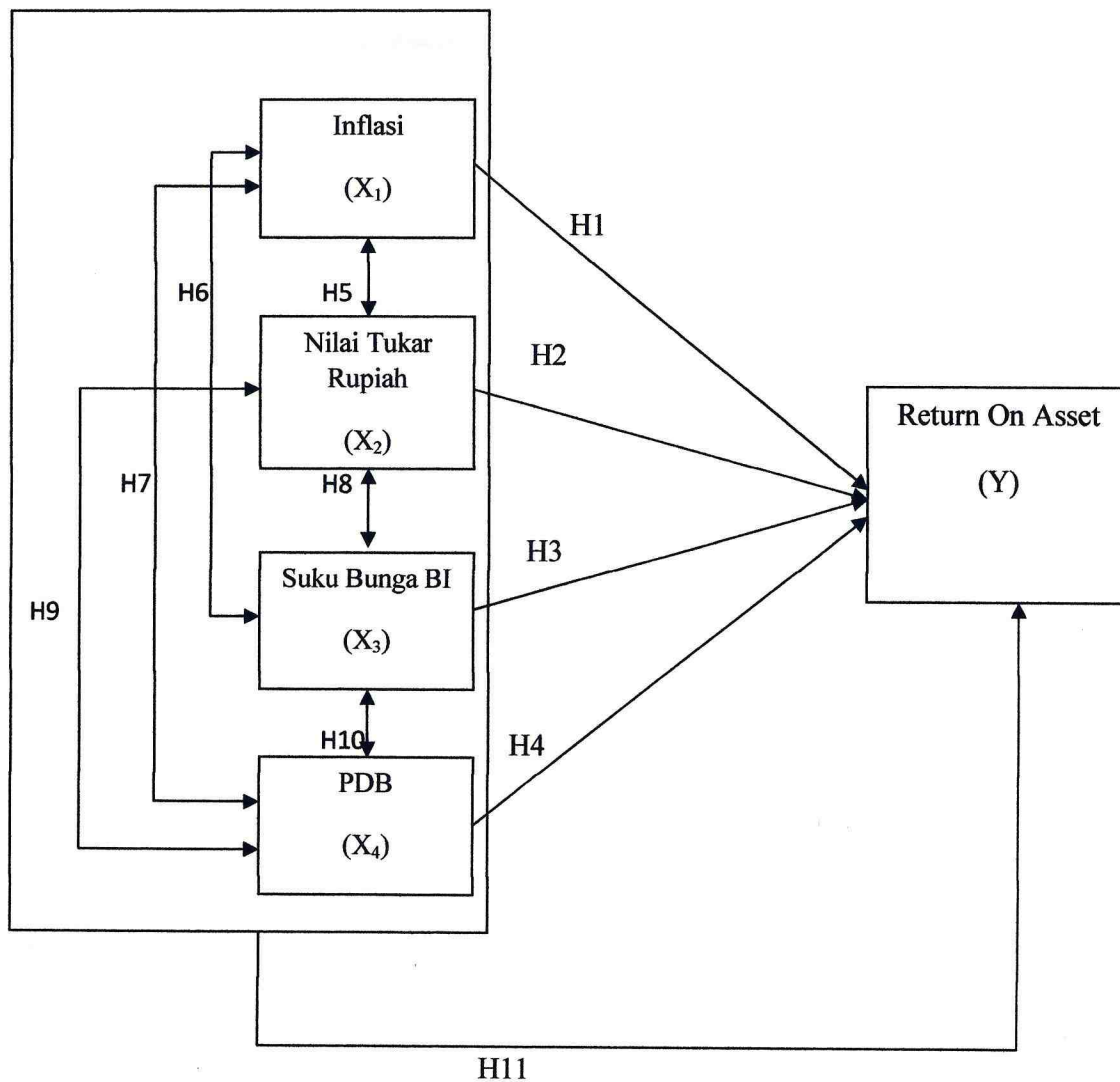 Inflasi
(X₁)
H1
H6
H5
Nilai Tukar
Rupiah
(X₂)
H2
Return On Asset
(Y)
H7
H8
H3
Suku Bunga BI
(X₃)
H9
H10
H4
PDB
(X₄)
H11